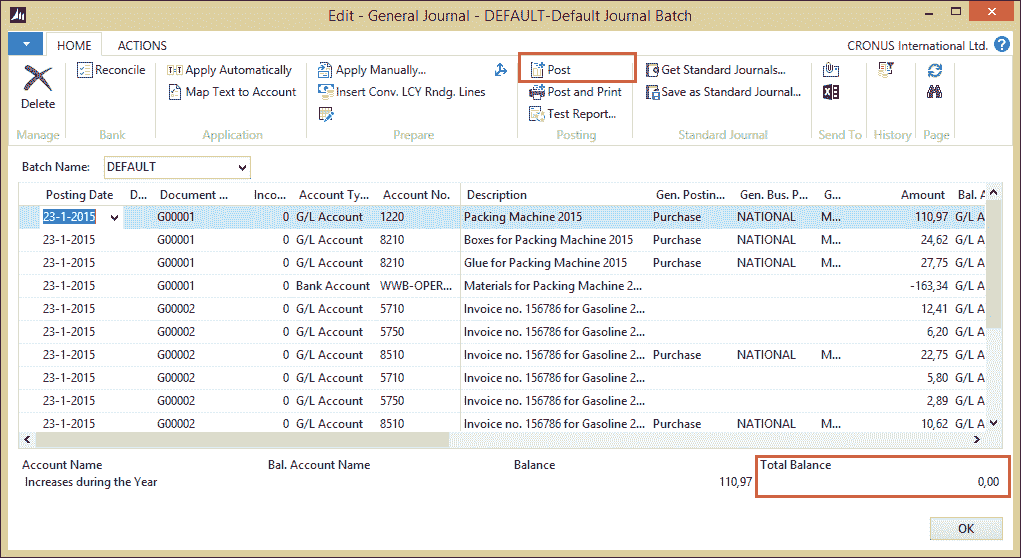 Edit - General Journal - DEFAULT-Default Journal Batch
HOME ACTIONS CRONUS International Ltd. ?
Delete
Manage
Reconcile
Bank
Apply Automatically
Map Text to Account
Application
Apply Manually...
Insert Conv. LCY Rndg. Lines
Prepare
Post
Post and Print
Test Report...
Posting
Get Standard Journals...
Save as Standard Journal...
Standard Journal
Send To
History
Page
Batch Name: DEFAULT
Posting Date D... Document ... Inco... Account Ty... Account No. Description Gen. Postin... Gen. Bus. P... G... Amount Bal. A
23-1-2015 G00001 0 G/L Account 1220 Packing Machine 2015 Purchase NATIONAL M... 110,97 G/L A
23-1-2015 G00001 0 G/L Account 8210 Boxes for Packing Machine 2015 Purchase NATIONAL M... 24,62 G/L A
23-1-2015 G00001 0 G/L Account 8210 Glue for Packing Machine 2015 Purchase NATIONAL M... 27,75 G/L A
23-1-2015 G00001 0 Bank Account WWB-OPER... Materials for Packing Machine 2... -163,34 G/L A
23-1-2015 G00002 0 G/L Account 5710 Invoice no. 156786 for Gasoline 2... 12,41 G/L A
23-1-2015 G00002 0 G/L Account 5750 Invoice no. 156786 for Gasoline 2... 6,20 G/L A
23-1-2015 G00002 0 G/L Account 8510 Invoice no. 156786 for Gasoline 2... Purchase NATIONAL M... 22,75 G/L A
23-1-2015 G00002 0 G/L Account 5710 Invoice no. 156786 for Gasoline 2... 5,80 G/L A
23-1-2015 G00002 0 G/L Account 5750 Invoice no. 156786 for Gasoline 2... 2,89 G/L A
23-1-2015 G00002 0 G/L Account 8510 Invoice no. 156786 for Gasoline 2... Purchase NATIONAL M... 10,62 G/L A
Account Name Bal. Account Name Balance Total Balance
Increases during the Year 110,97 0,00
OK